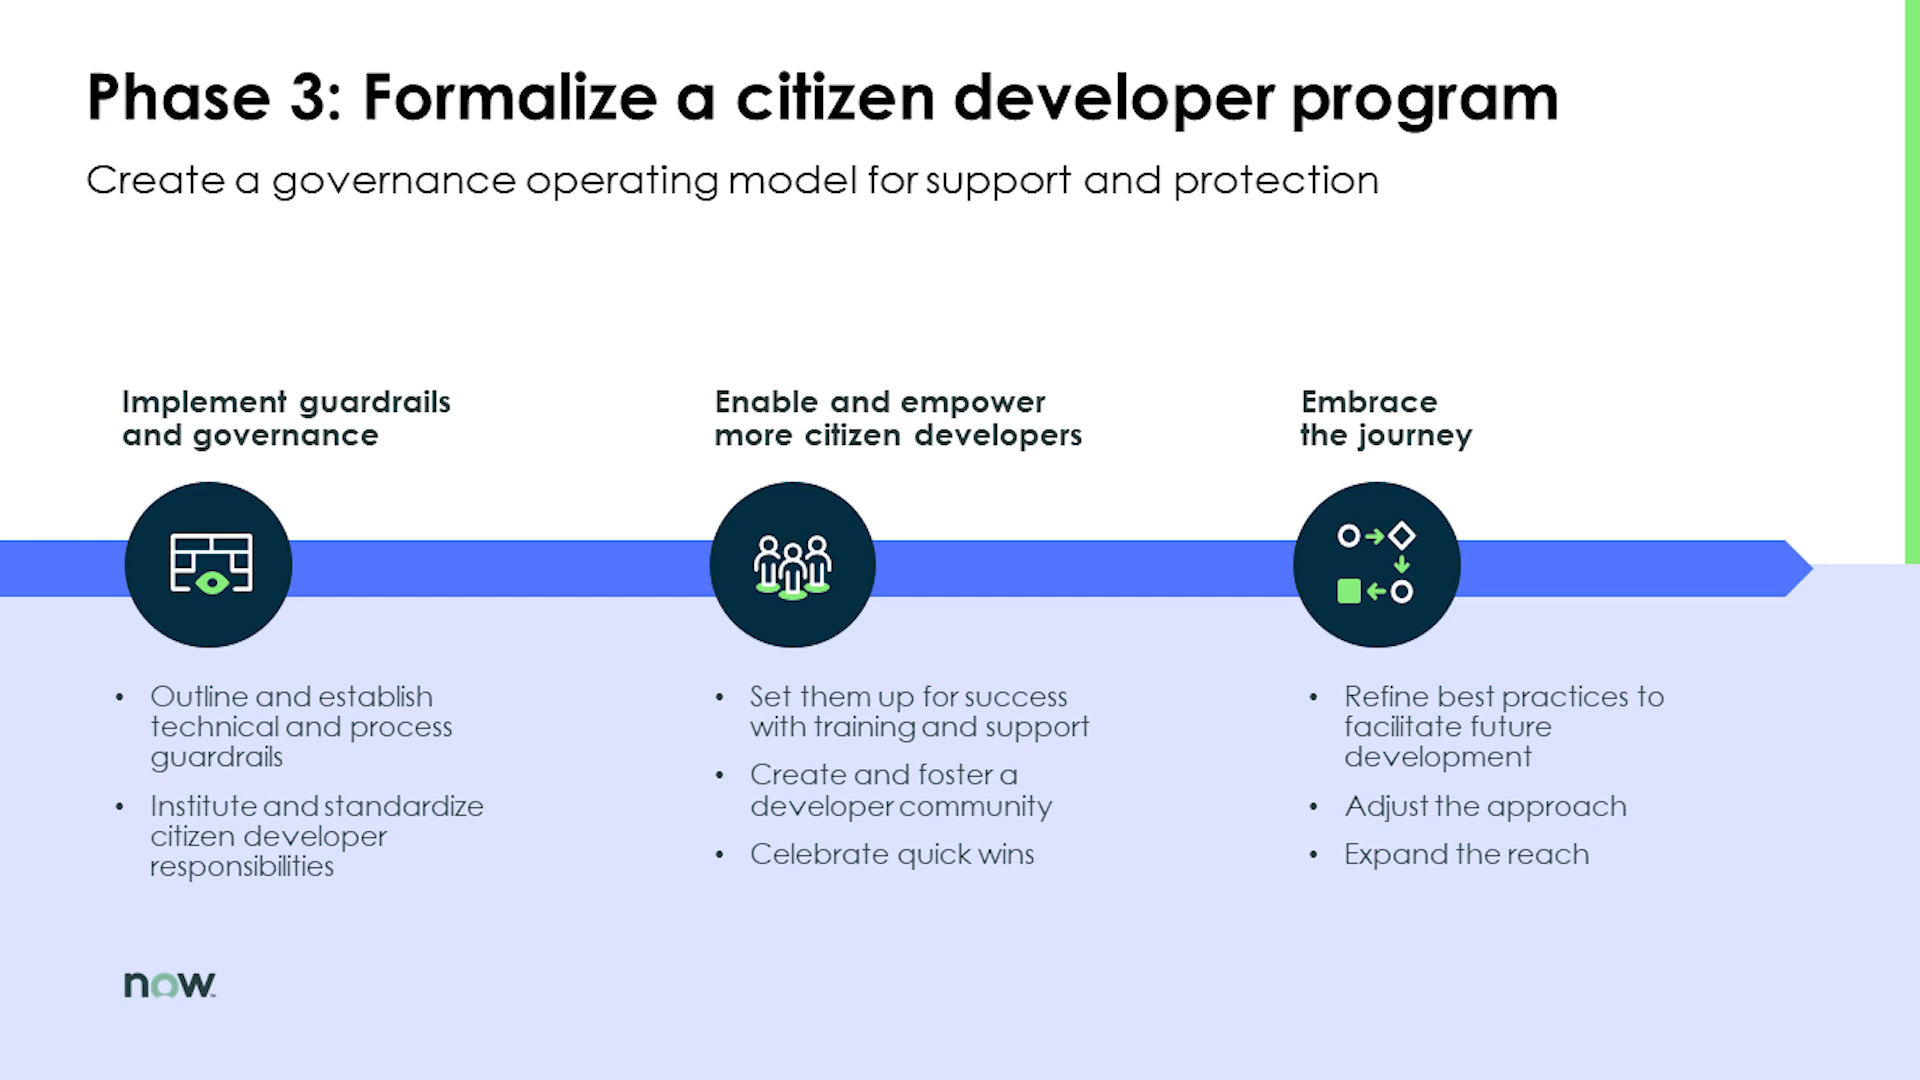 Phase 3: Formalize a citizen developer program
Create a governance operating model for support and protection
Implement guardrails
and governance
Enable and empower
more citizen developers
Embrace
the journey
• Outline and establish
technical and process
guardrails
• Institute and standardize
citizen developer
responsibilities
• Set them up for success
with training and support
• Create and foster a
developer community
• Celebrate quick wins
• Refine best practices to
facilitate future
development
• Adjust the approach
• Expand the reach
now